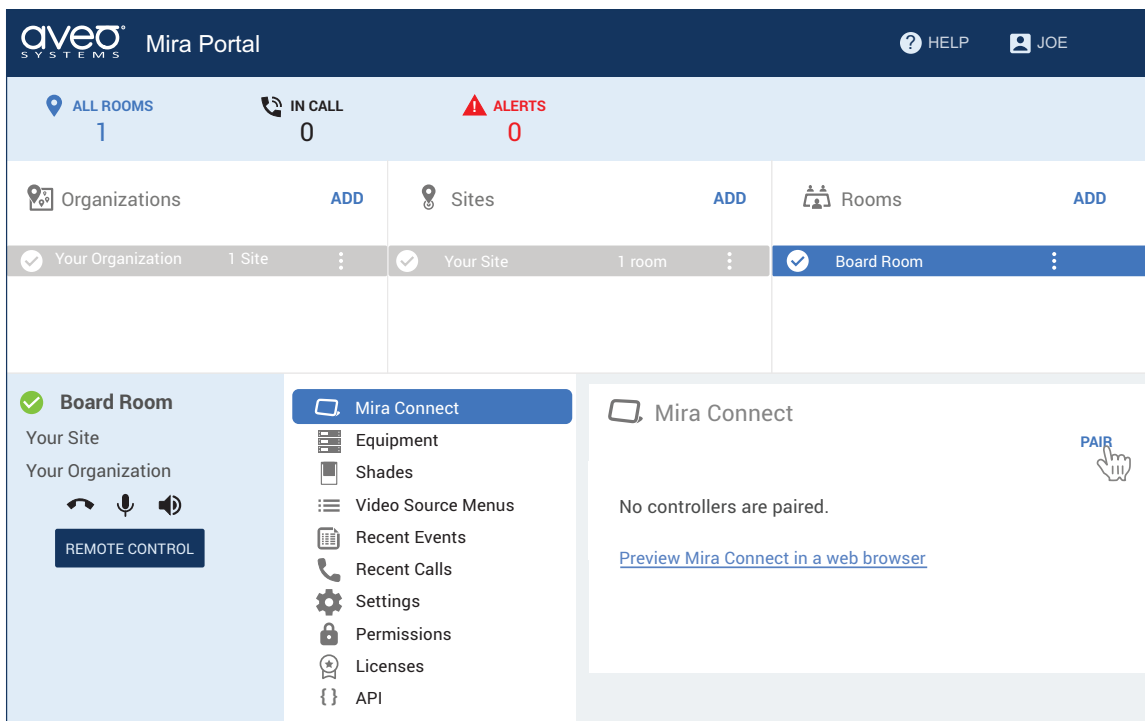 aveo Mira Portal HELP JOE
SYSTEMS
ALL ROOMS IN CALL ALERTS
1 0 0
Organizations ADD Sites ADD Rooms ADD
Your Organization 1 Site Your Site 1 room Board Room
Board Room
Your Site
Your Organization
REMOTE CONTROL
Mira Connect
Equipment
Shades
Video Source Menus
Recent Events
Recent Calls
Settings
Permissions
Licenses
{ } API
Mira Connect
PAIR
No controllers are paired.
Preview Mira Connect in a web browser